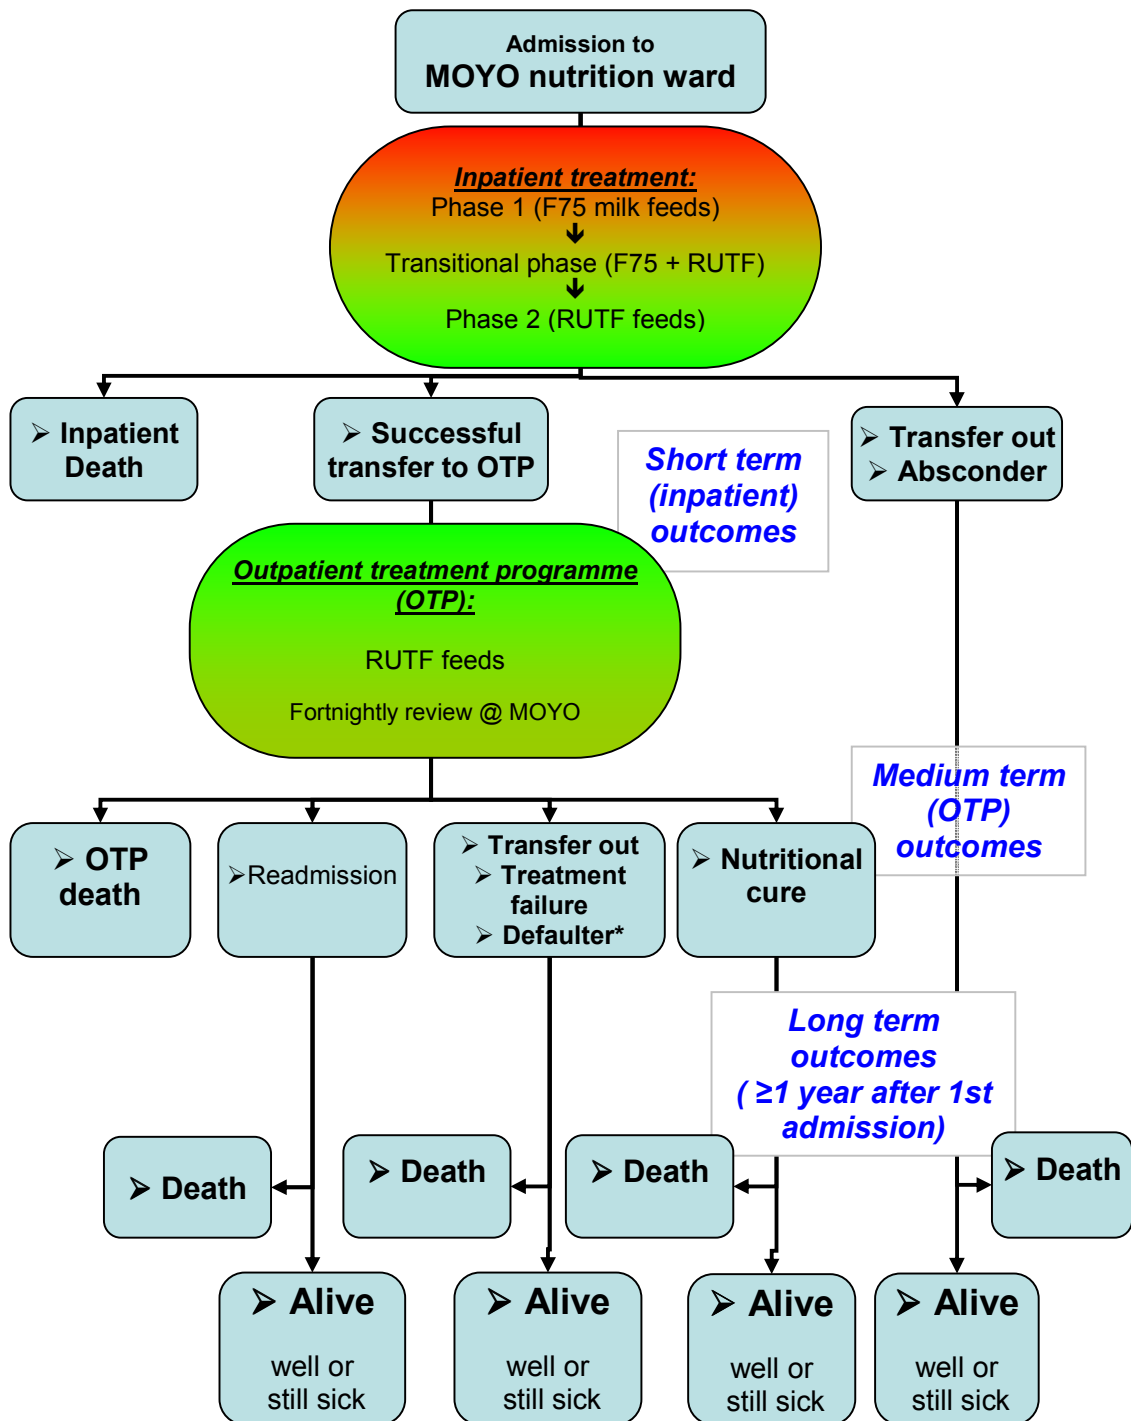 Admission to
MOYO nutrition ward
Inpatient treatment:
Phase 1 (F75 milk feeds)
Transitional phase (F75 + RUTF)
Phase 2 (RUTF feeds)
➢ Inpatient
Death
➢ Successful
transfer to OTP
Short term
(inpatient)
outcomes
➢ Transfer out
➢ Absconder
Outpatient treatment programme
(OTP):
RUTF feeds
Fortnightly review @ MOYO
Medium term
(OTP)
outcomes
➢ OTP
death
➢Readmission
➢ Transfer out
➢ Treatment
failure
➢ Defaulter*
➢ Nutritional
cure
Long term
outcomes
( ≥1 year after 1st
admission)
➢ Death
➢ Death
➢ Death
➢ Death
➢ Alive
well or
still sick
➢ Alive
well or
still sick
➢ Alive
well or
still sick
➢ Alive
well or
still sick